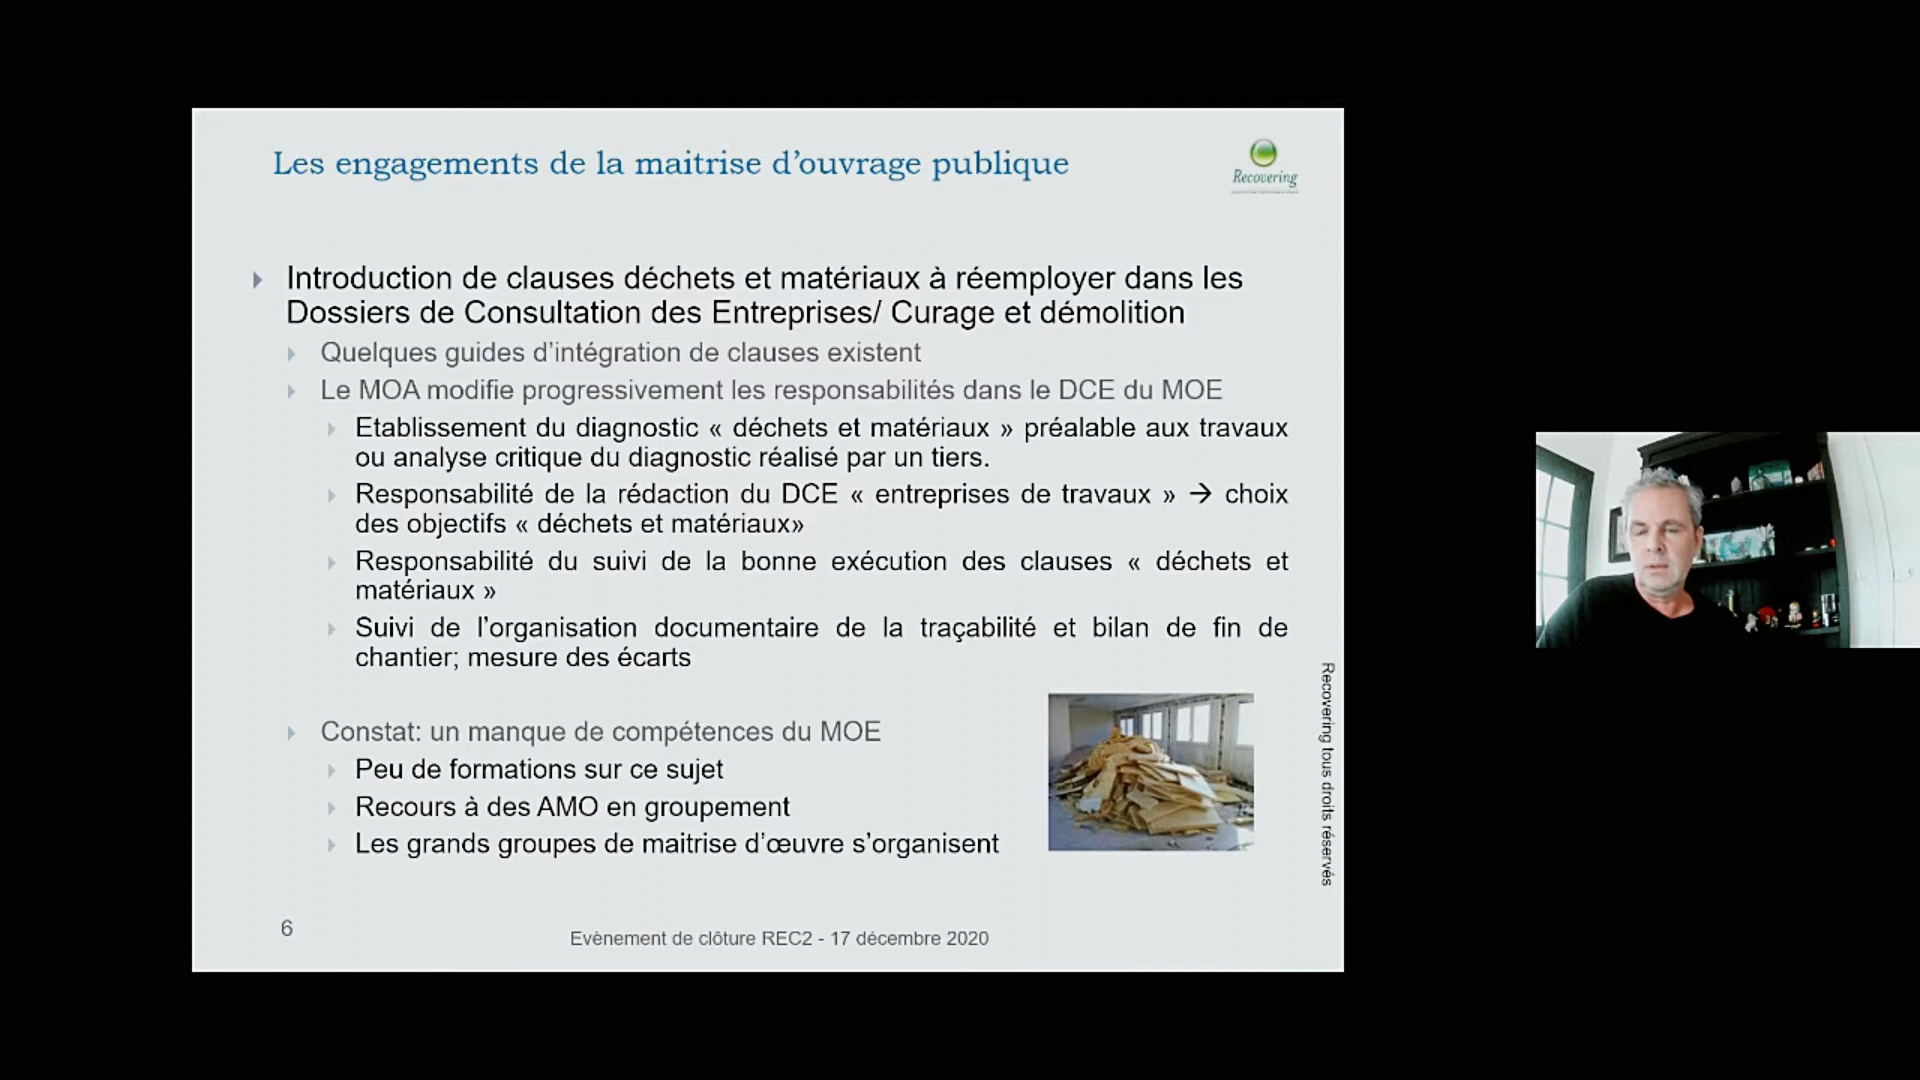 Les engagements de la maitrise d’ouvrage publique
Recovering
Introduction de clauses déchets et matériaux à réemployer dans les
Dossiers de Consultation des Entreprises/ Curage et démolition
Quelques guides d’intégration de clauses existent
Le MOA modifie progressivement les responsabilités dans le DCE du MOE
Etablissement du diagnostic « déchets et matériaux » préalable aux travaux
ou analyse critique du diagnostic réalisé par un tiers.
Responsabilité de la rédaction du DCE « entreprises de travaux » → choix
des objectifs « déchets et matériaux»
Responsabilité du suivi de la bonne exécution des clauses « déchets et
matériaux »
Suivi de l’organisation documentaire de la traçabilité et bilan de fin de
chantier; mesure des écarts
Constat: un manque de compétences du MOE
Peu de formations sur ce sujet
Recours à des AMO en groupement
Les grands groupes de maitrise d’œuvre s’organisent
Recovering tous droits réservés
6
Evènement de clôture REC2 - 17 décembre 2020